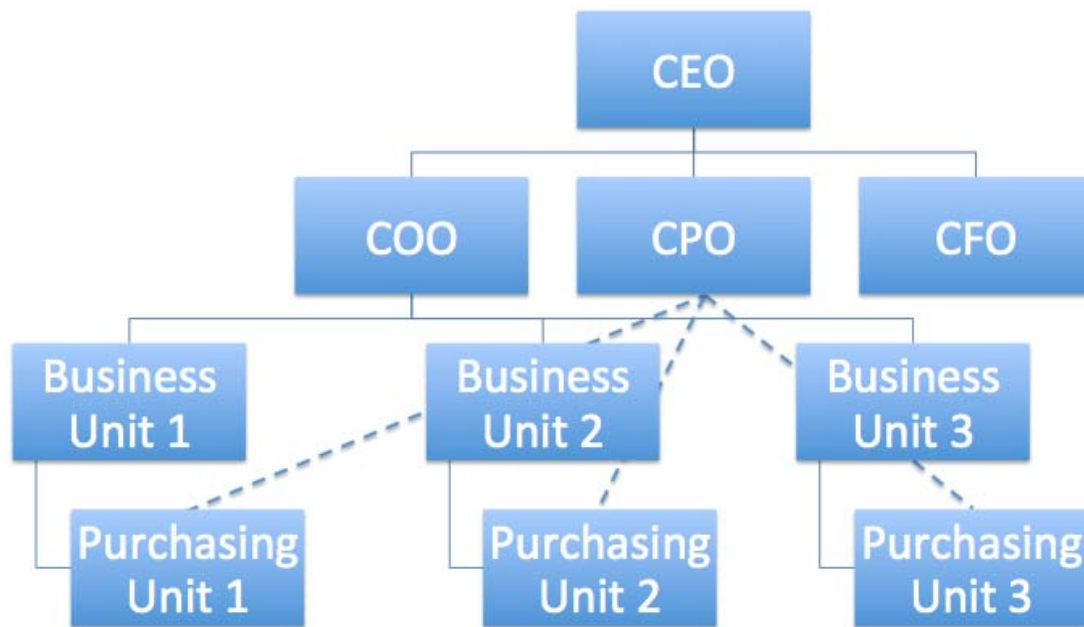 CEO
COO
CPO
CFO
Business
Unit 1
Business
Unit 2
Business
Unit 3
Purchasing
Unit 1
Purchasing
Unit 2
Purchasing
Unit 3